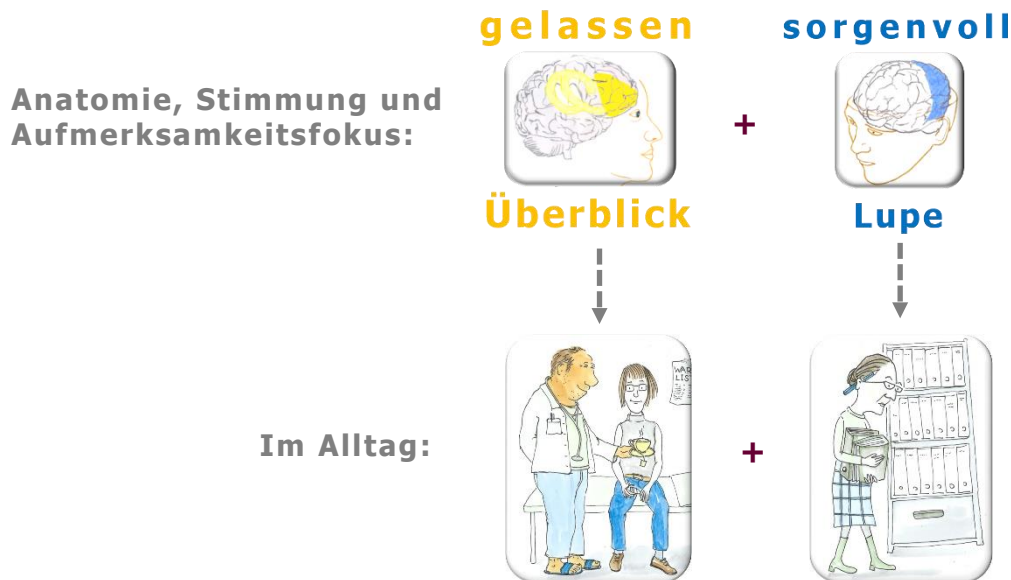 gelassen
sorgenvoll
Anatomie, Stimmung und
Aufmerksamkeitsfokus:
+
Überblick
Lupe
Im Alltag:
+